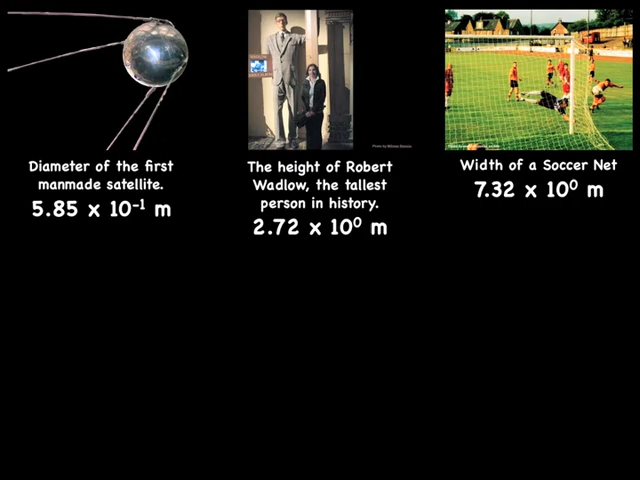 Diameter of the first
manmade satellite.
5.85 x 10⁻¹ m
The height of Robert
Wadlow, the tallest
person in history.
2.72 x 10⁰ m
Width of a Soccer Net
7.32 x 10⁰ m